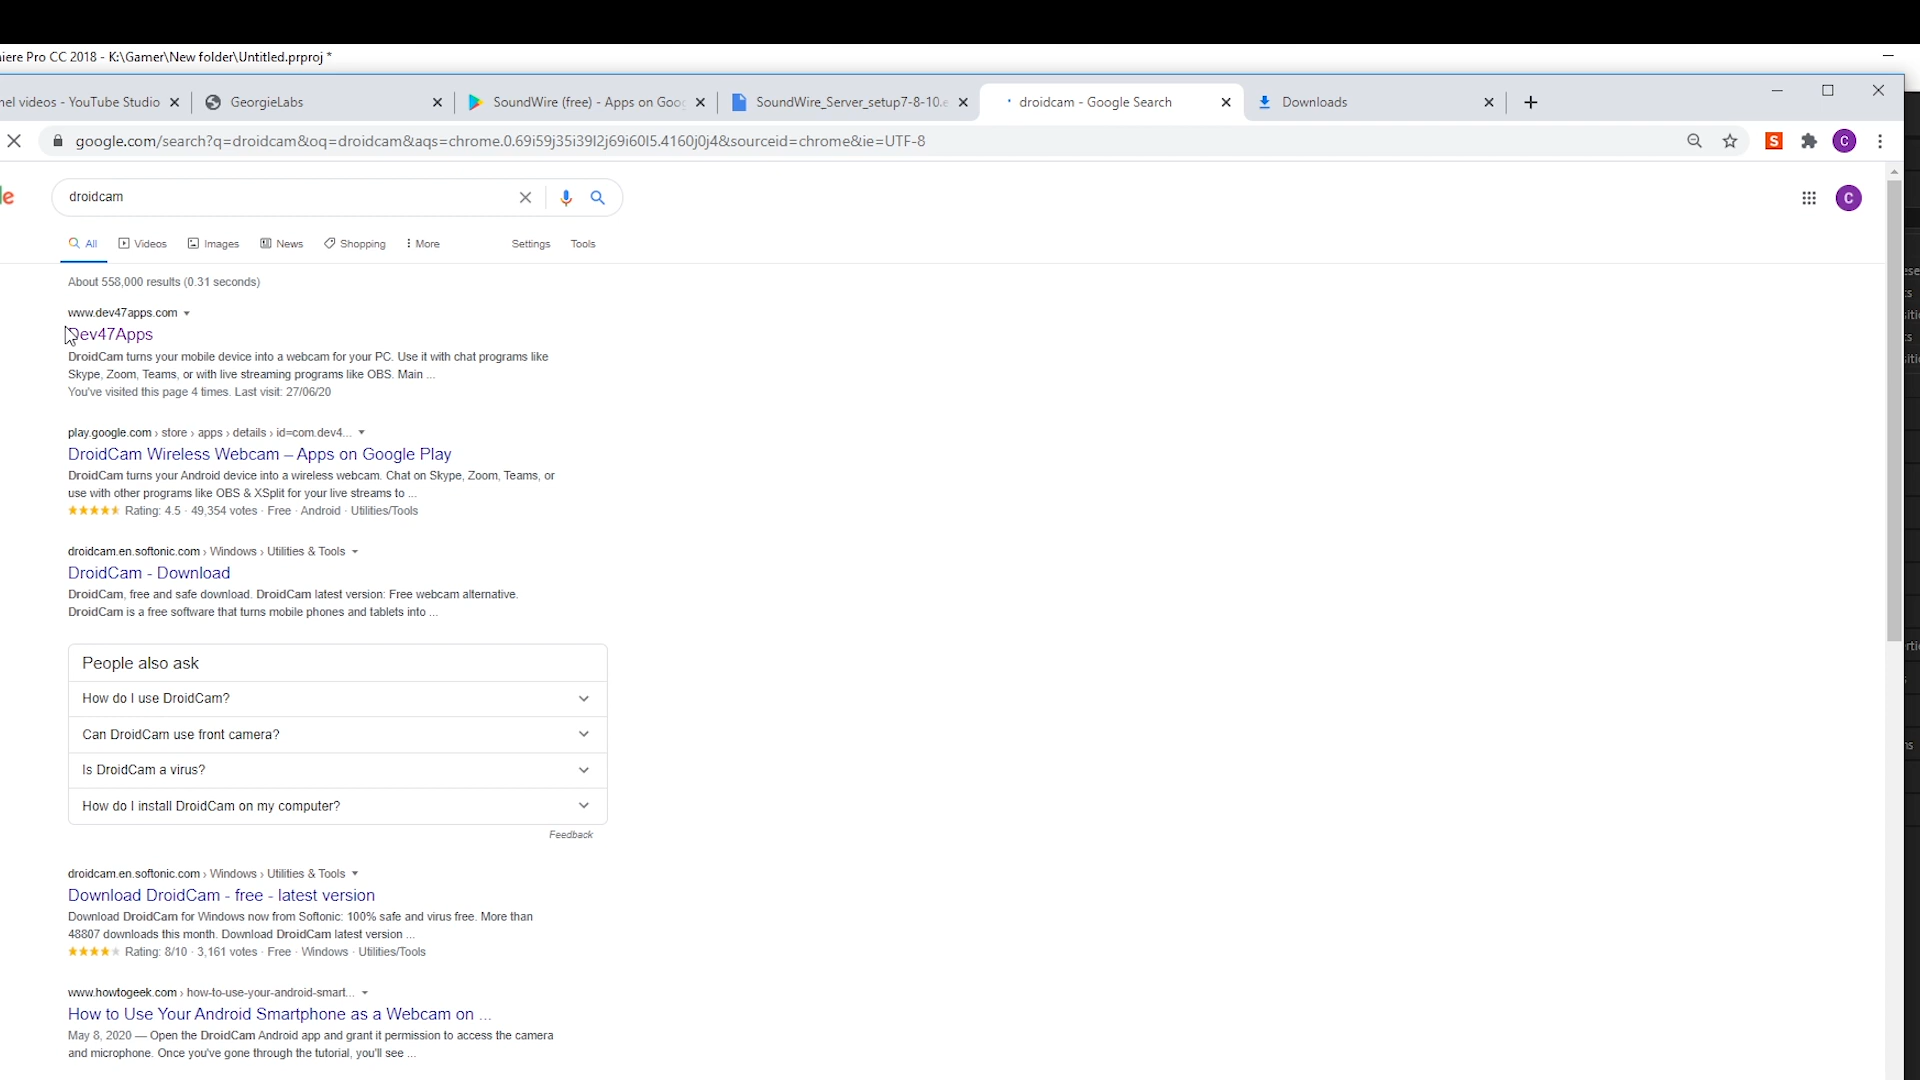 iere Pro CC 2018 - K:\Gamer\New folder\Untitled.prproj *
nel videos - YouTube Studio
GeorgieLabs
SoundWire (free) - Apps on Goo
SoundWire_Server_setup7-8-10.e
droidcam - Google Search
Downloads
google.com/search?q=droidcam&oq=droidcam&aqs=chrome.0.69i59j35i39l2j69i60l5.4160j0j4&sourceid=chrome&ie=UTF-8
S
C
le
droidcam
C
All
Videos
Images
News
Shopping
More
Settings
Tools
About 558,000 results (0.31 seconds)
www.dev47apps.com
Dev47Apps
DroidCam turns your mobile device into a webcam for your PC. Use it with chat programs like
Skype, Zoom, Teams, or with live streaming programs like OBS. Main ...
You've visited this page 4 times. Last visit: 27/06/20
play.google.com › store › apps › details › id=com.dev4...
DroidCam Wireless Webcam – Apps on Google Play
DroidCam turns your Android device into a wireless webcam. Chat on Skype, Zoom, Teams, or
use with other programs like OBS & XSplit for your live streams to ...
Rating: 4.5 · 49,354 votes · Free · Android · Utilities/Tools
droidcam.en.softonic.com › Windows › Utilities & Tools
DroidCam - Download
DroidCam, free and safe download. DroidCam latest version: Free webcam alternative.
DroidCam is a free software that turns mobile phones and tablets into ...
People also ask
How do I use DroidCam?
Can DroidCam use front camera?
Is DroidCam a virus?
How do I install DroidCam on my computer?
Feedback
droidcam.en.softonic.com › Windows › Utilities & Tools
Download DroidCam - free - latest version
Download DroidCam for Windows now from Softonic: 100% safe and virus free. More than
48807 downloads this month. Download DroidCam latest version ...
Rating: 8/10 · 3,161 votes · Free · Windows · Utilities/Tools
www.howtogeek.com › how-to-use-your-android-smart...
How to Use Your Android Smartphone as a Webcam on ...
May 8, 2020 — Open the DroidCam Android app and grant it permission to access the camera
and microphone. Once you've gone through the tutorial, you'll see ...